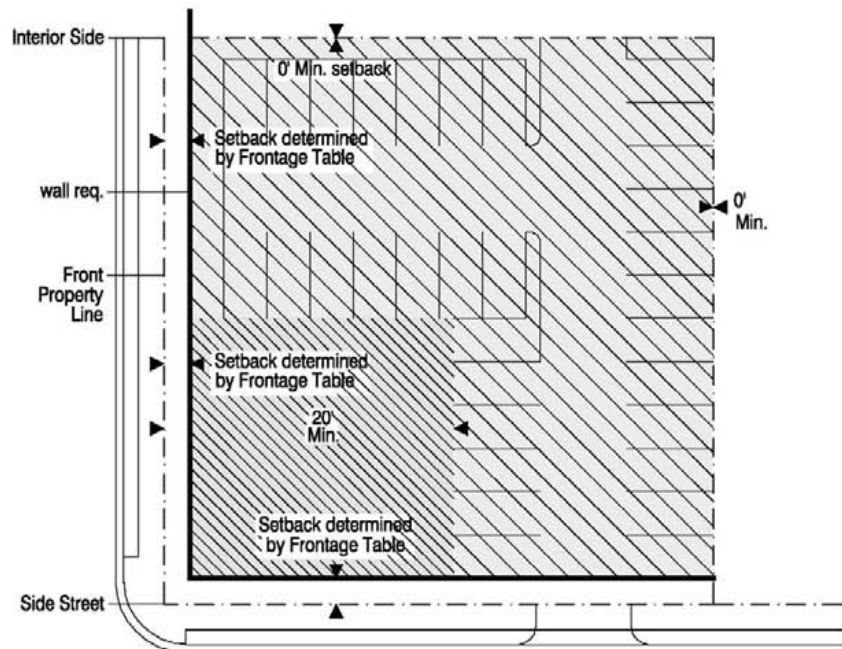 Interior Side
0' Min. setback
Setback determined
by Frontage Table
wall req.
0'
Min.
Front
Property
Line
Setback determined
by Frontage Table
20'
Min.
Setback determined
by Frontage Table
Side Street